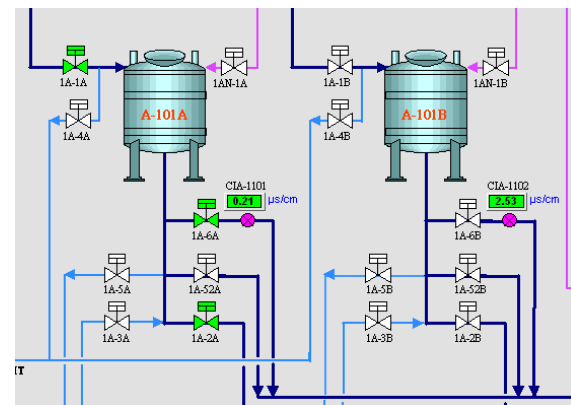 1A-1A
1AN-1A
1A-1B
1AN-1B
A-101A
A-101B
1A-4A
1A-4B
CIA-1101
0.21 µs/cm
CIA-1102
2.53 µs/cm
1A-6A
1A-6B
1A-5A
1A-52A
1A-5B
1A-52B
1A-3A
1A-2A
1A-3B
1A-2B